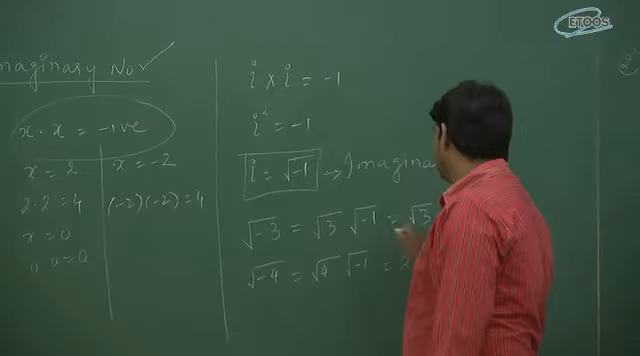 ETOOS
maginary No.
x · x = -ive
x = 2
x = -2
2·2 = 4
(-2)(-2) = 4
x = 0
0 0 = 0
i × i = -1
i² = -1
i = √-1 → Imagina
√-3 = √3 √-1 = √3
√-4 = √4 √-1 =